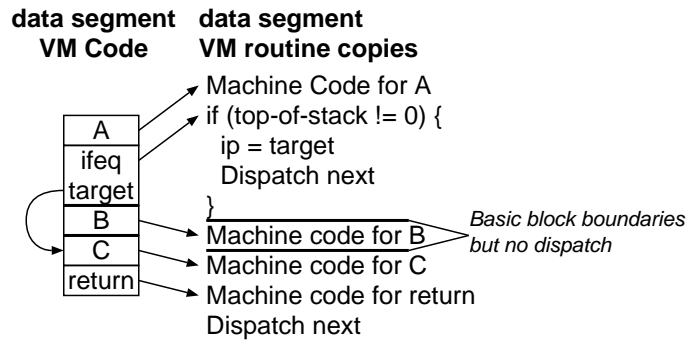 data segment
VM Code
data segment
VM routine copies
A
ifeq
target
B
C
return
Machine Code for A
if (top-of-stack != 0) {
ip = target
Dispatch next
}
Machine code for B
Machine code for C
Machine code for return
Dispatch next
Basic block boundaries
but no dispatch